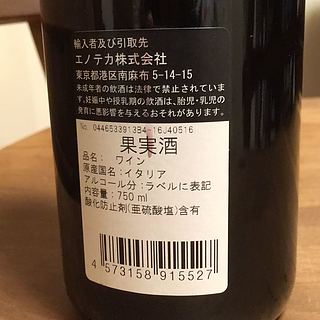 輸入者及び引取先
エノテカ株式会社
東京都港区南麻布 5-14-15
未成年者の飲酒は法律で禁止されていま
す。妊娠中や授乳期の飲酒は、胎児・乳児の
発育に悪影響を与えるおそれがあります。
No. 0446533913B4-16J40516
果実酒
品名: ワイン
原産国名:イタリア
アルコール分:ラベルに表記
内容量:750 ml
酸化防止剤(亜硫酸塩)含有
4 573158 915527